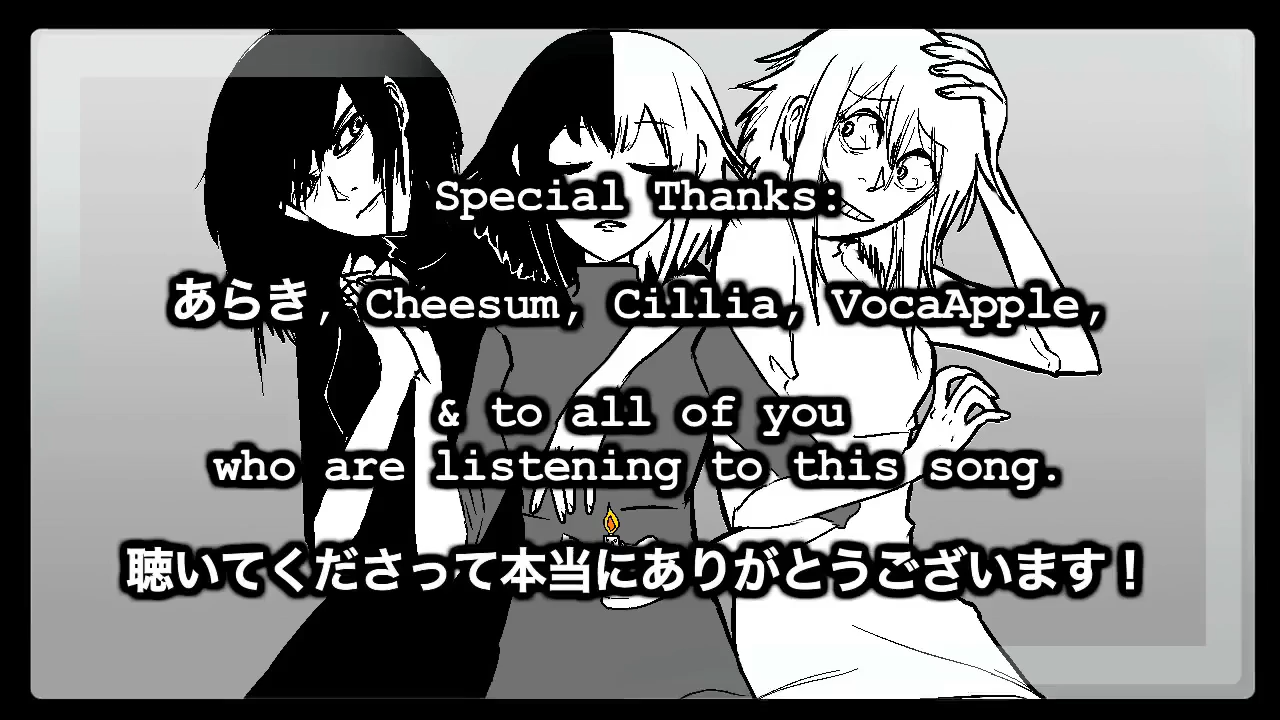 Special Thanks:
あらき, Cheesum, Cillia, VocaApple,
& to all of you
who are listening to this song.
聴いてくださって本当にありがとうございます！